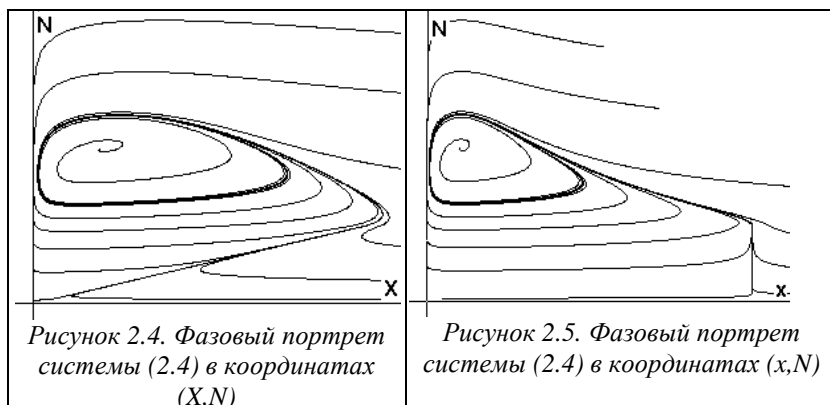 N
X
Рисунок 2.4. Фазовый портрет
системы (2.4) в координатах
(X,N)
N
x
Рисунок 2.5. Фазовый портрет
системы (2.4) в координатах (x,N)